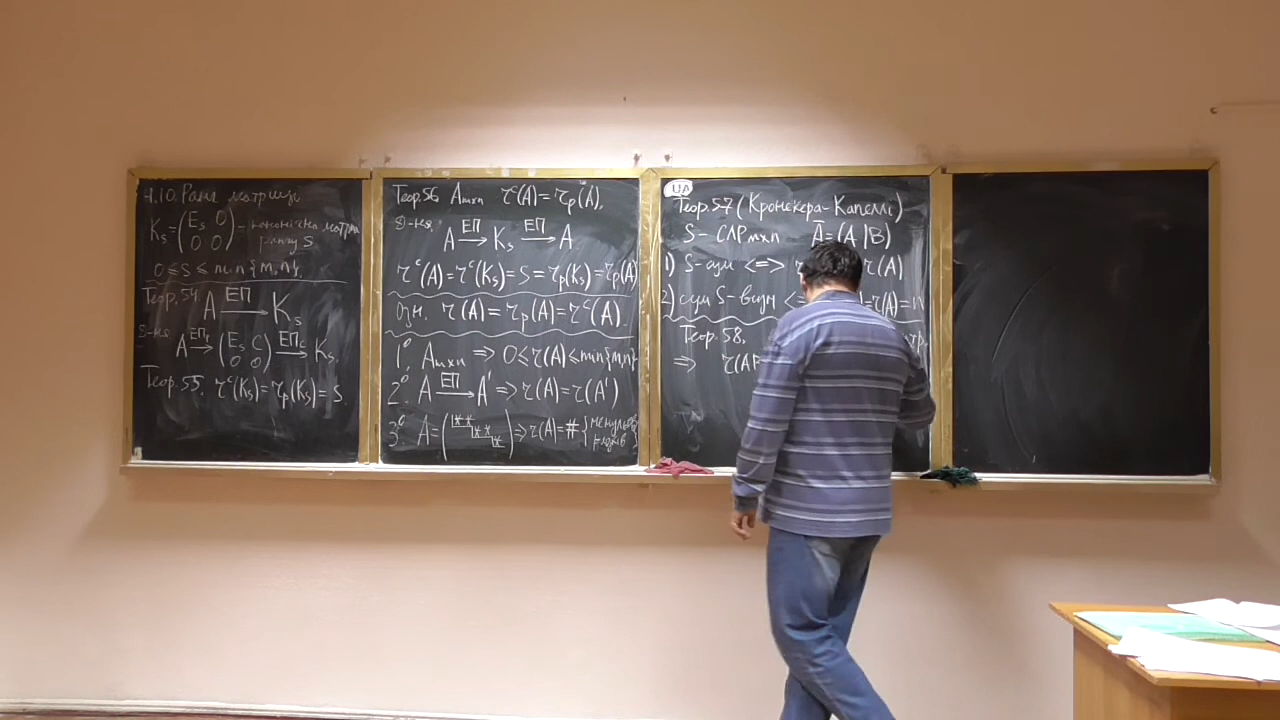 4.10. Ранг матриці
K_s = (E_s 0 / 0 0) = канонічна матриця рангу s
0 ≤ s ≤ min{m,n}.
Теор. 54. A —ЕП→ K_s
Д-ня. A —ЕПр→ (E_s C / 0 0) —ЕПс→ K_s.
Теор. 55. r^c(K_s) = r_p(K_s) = s.
Теор. 56 A_{m×n} r^c(A) = r_p(A).
Д-ня.
A —ЕП→ K_s —ЕП→ A
r^c(A) = r^c(K_s) = s = r_p(K_s) = r_p(A)
Озн. r(A) = r_p(A) = r^c(A).
1° A_{m×n} ⇒ 0 ≤ r(A) ≤ min{m,n}
2° A —ЕП→ A' ⇒ r(A) = r(A')
3° A = (** ** *) ⇒ r(A) = # {ненульових рядків}
UA
Теор. 57 (Кронекера-Капеллі)
S – СЛР m×n Ā = (A|B)
1) S – сум <=> r(A)
2) сум S – визн <= r(A) = n
Теор. 58.
⇒ r(AP